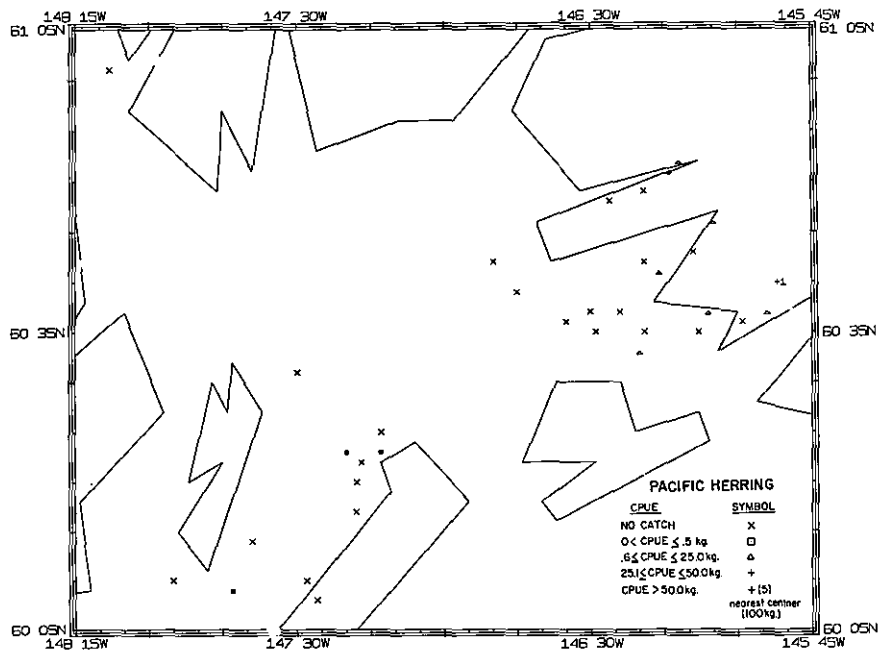 148 15W 147 30W 146 30W 145 45W
61 05N 61 05N
+1
60 35N 60 35N
PACIFIC HERRING
CPUE SYMBOL
NO CATCH ×
0< CPUE ≤ .5 kg. □
.6≤ CPUE ≤ 25.0kg. △
25.1≤ CPUE ≤50.0kg. +
CPUE > 50.0kg. +(5)
nearest centner
(100kg.)
60 05N 60 05N
148 15W 147 30W 146 30W 145 45W